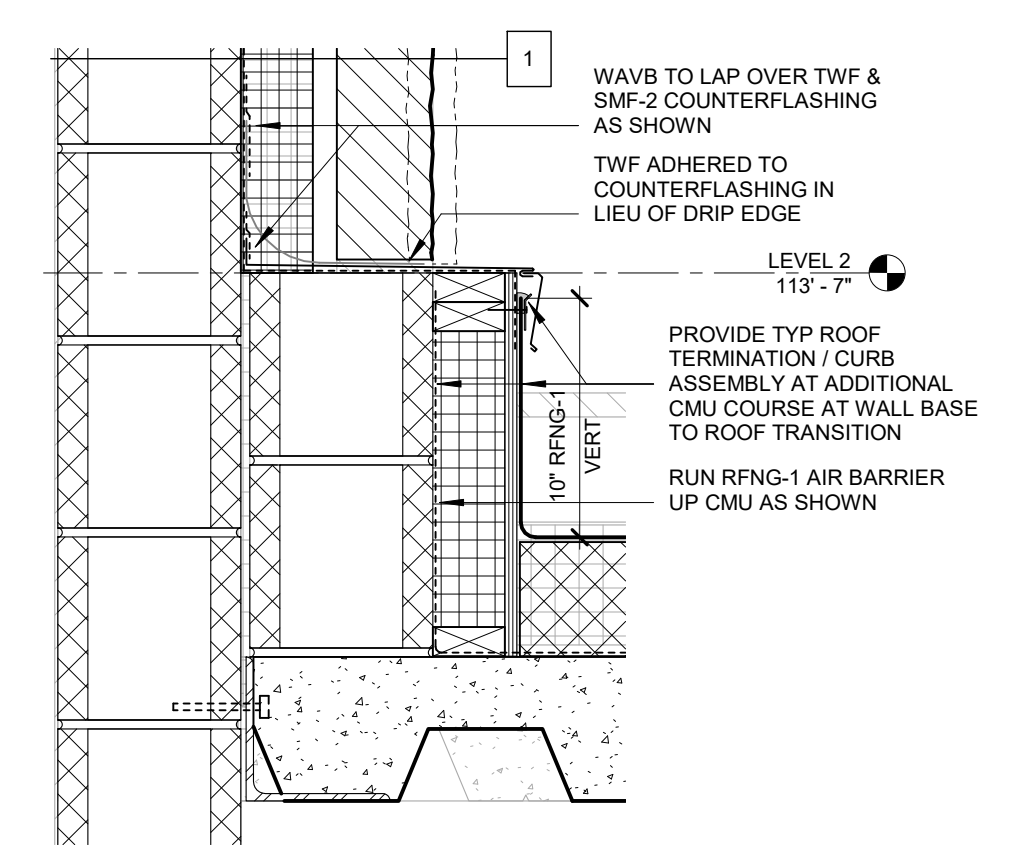 1
WAVB TO LAP OVER TWF &
SMF-2 COUNTERFLASHING
AS SHOWN
TWF ADHERED TO
COUNTERFLASHING IN
LIEU OF DRIP EDGE
LEVEL 2
113' - 7"
PROVIDE TYP ROOF
TERMINATION / CURB
ASSEMBLY AT ADDITIONAL
CMU COURSE AT WALL BASE
TO ROOF TRANSITION
10" RFNG-1
VERT
RUN RFNG-1 AIR BARRIER
UP CMU AS SHOWN